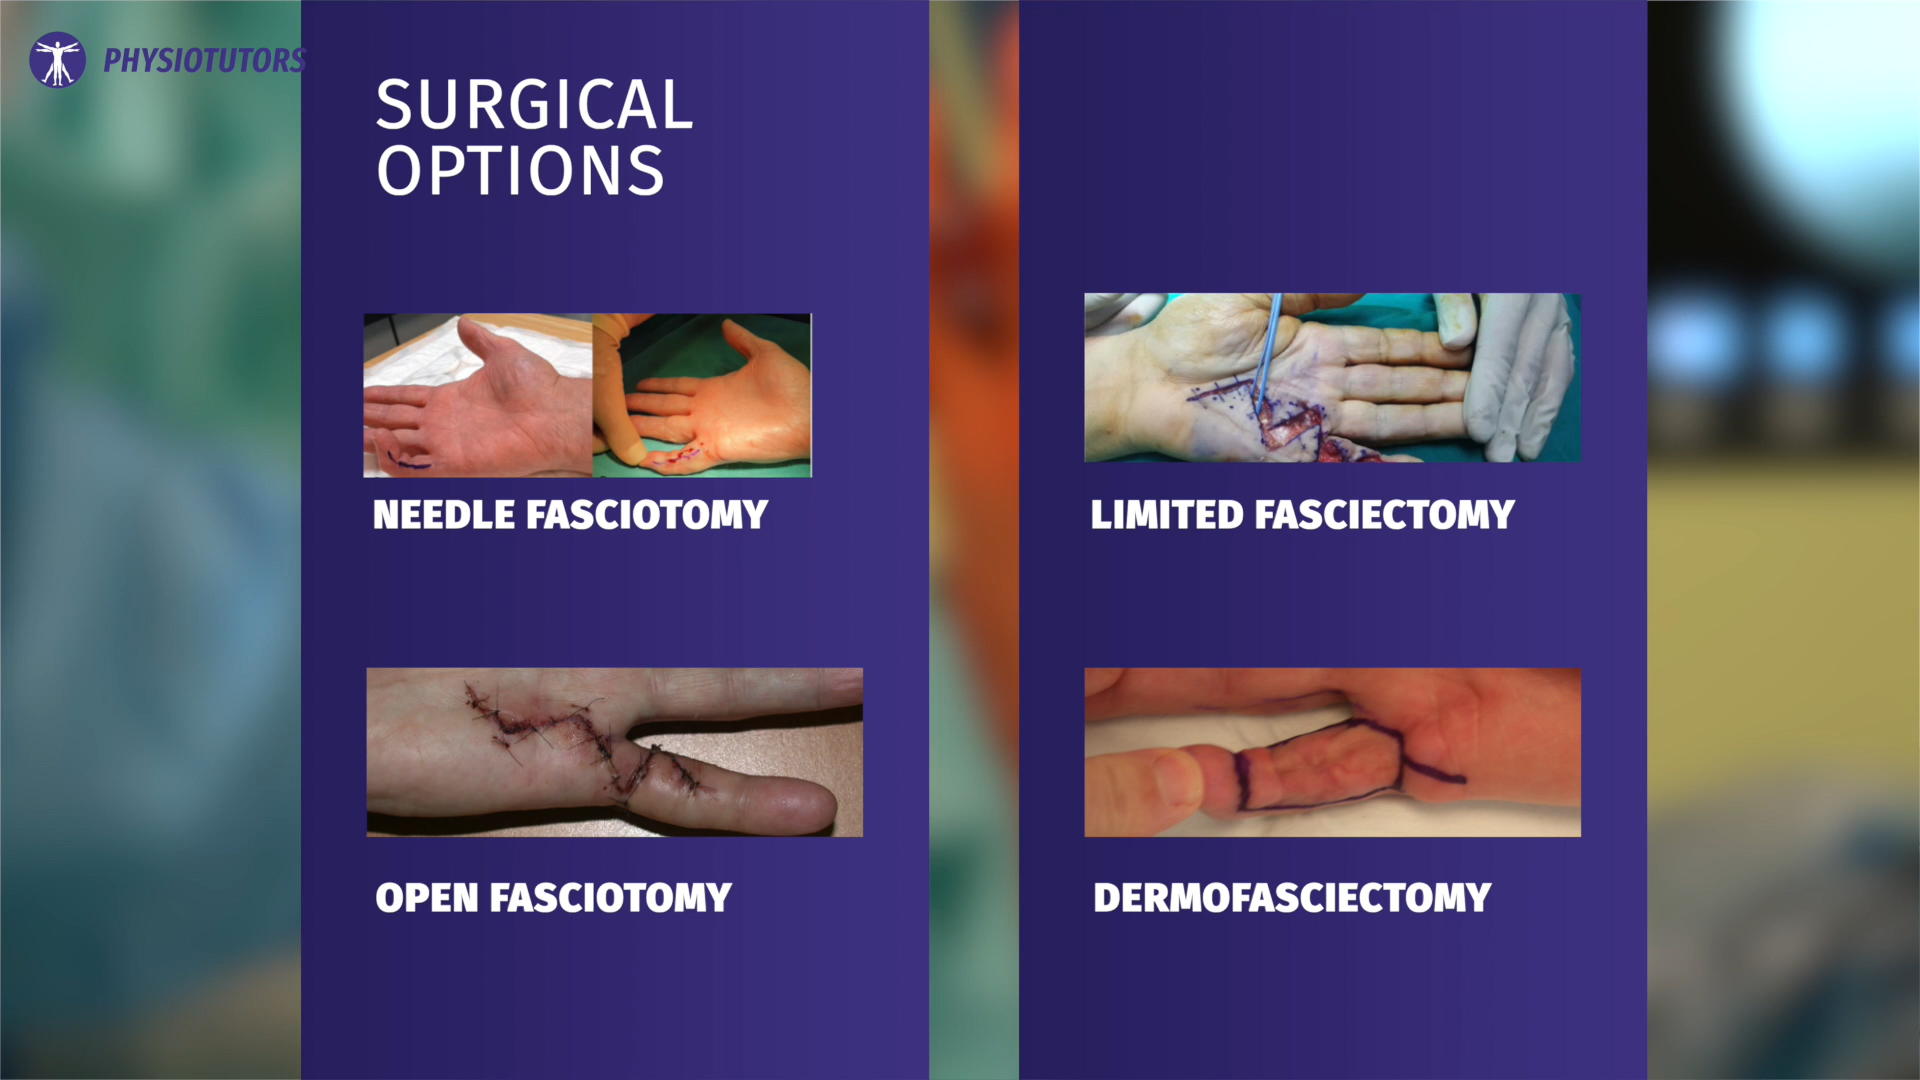 PHYSIOTUTORS
SURGICAL
OPTIONS
NEEDLE FASCIOTOMY
LIMITED FASCIECTOMY
OPEN FASCIOTOMY
DERMOFASCIECTOMY